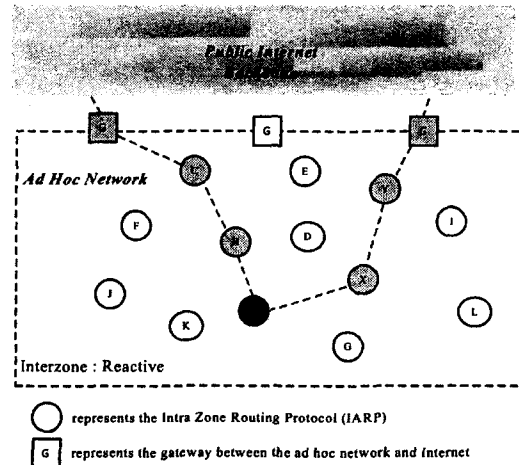 Public Internet
G
G
G
E
Ad Hoc Network
Y
F
I
D
B
J
X
L
K
G
Interzone : Reactive
represents the Intra Zone Routing Protocol (IARP)
G
represents the gateway between the ad hoc network and internet